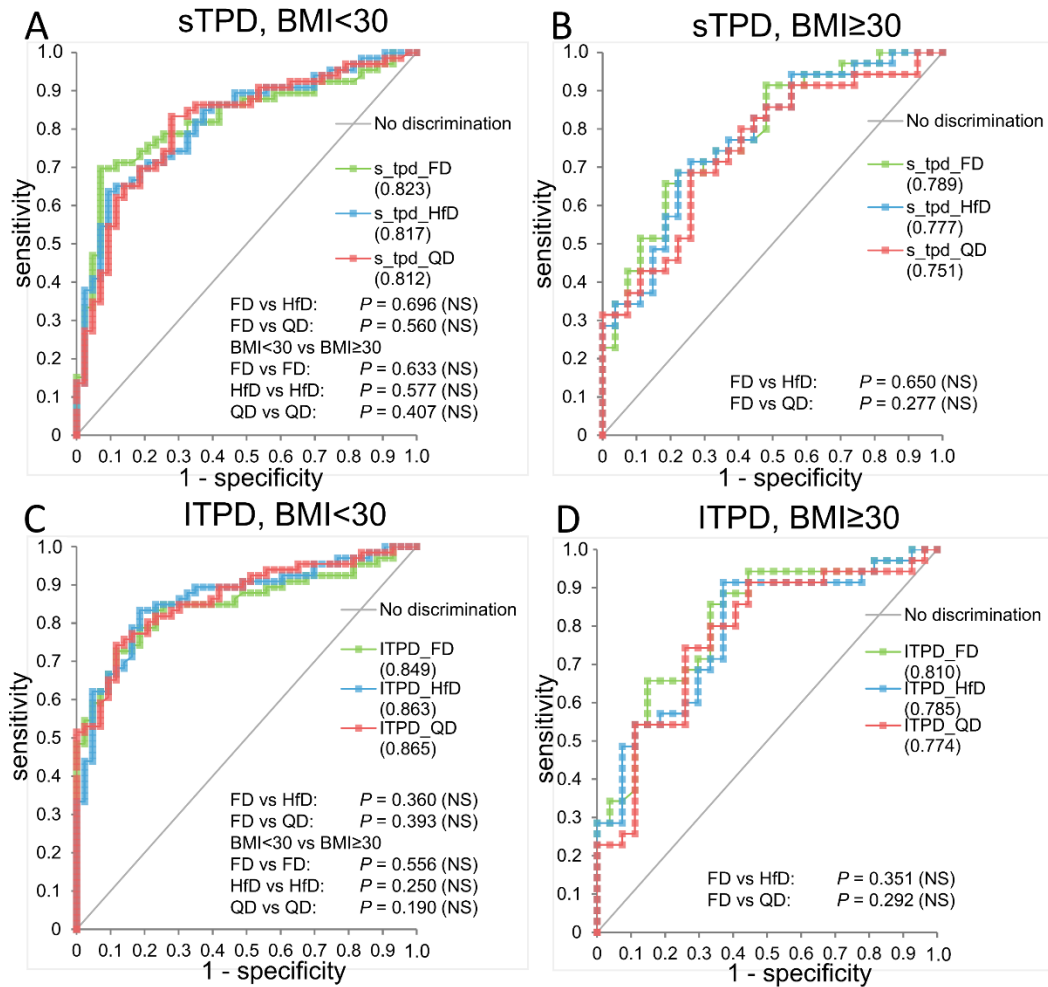 A
sTPD, BMI<30
1.0
0.9
0.8
0.7
0.6
0.5
0.4
0.3
0.2
0.1
0
sensitivity
No discrimination
s_tpd_FD
(0.823)
s_tpd_HfD
(0.817)
s_tpd_QD
(0.812)
FD vs HfD: P = 0.696 (NS)
FD vs QD: P = 0.560 (NS)
BMI<30 vs BMI≥30
FD vs FD: P = 0.633 (NS)
HfD vs HfD: P = 0.577 (NS)
QD vs QD: P = 0.407 (NS)
0 0.1 0.2 0.3 0.4 0.5 0.6 0.7 0.8 0.9 1.0
1 - specificity
B
sTPD, BMI≥30
1.0
0.9
0.8
0.7
0.6
0.5
0.4
0.3
0.2
0.1
0
sensitivity
No discrimination
s_tpd_FD
(0.789)
s_tpd_HfD
(0.777)
s_tpd_QD
(0.751)
FD vs HfD: P = 0.650 (NS)
FD vs QD: P = 0.277 (NS)
0 0.1 0.2 0.3 0.4 0.5 0.6 0.7 0.8 0.9 1.0
1 - specificity
C
lTPD, BMI<30
1.0
0.9
0.8
0.7
0.6
0.5
0.4
0.3
0.2
0.1
0
sensitivity
No discrimination
lTPD_FD
(0.849)
lTPD_HfD
(0.863)
lTPD_QD
(0.865)
FD vs HfD: P = 0.360 (NS)
FD vs QD: P = 0.393 (NS)
BMI<30 vs BMI≥30
FD vs FD: P = 0.556 (NS)
HfD vs HfD: P = 0.250 (NS)
QD vs QD: P = 0.190 (NS)
0 0.1 0.2 0.3 0.4 0.5 0.6 0.7 0.8 0.9 1.0
1 - specificity
D
lTPD, BMI≥30
1.0
0.9
0.8
0.7
0.6
0.5
0.4
0.3
0.2
0.1
0
sensitivity
No discrimination
lTPD_FD
(0.810)
lTPD_HfD
(0.785)
lTPD_QD
(0.774)
FD vs HfD: P = 0.351 (NS)
FD vs QD: P = 0.292 (NS)
0 0.1 0.2 0.3 0.4 0.5 0.6 0.7 0.8 0.9 1.0
1 - specificity